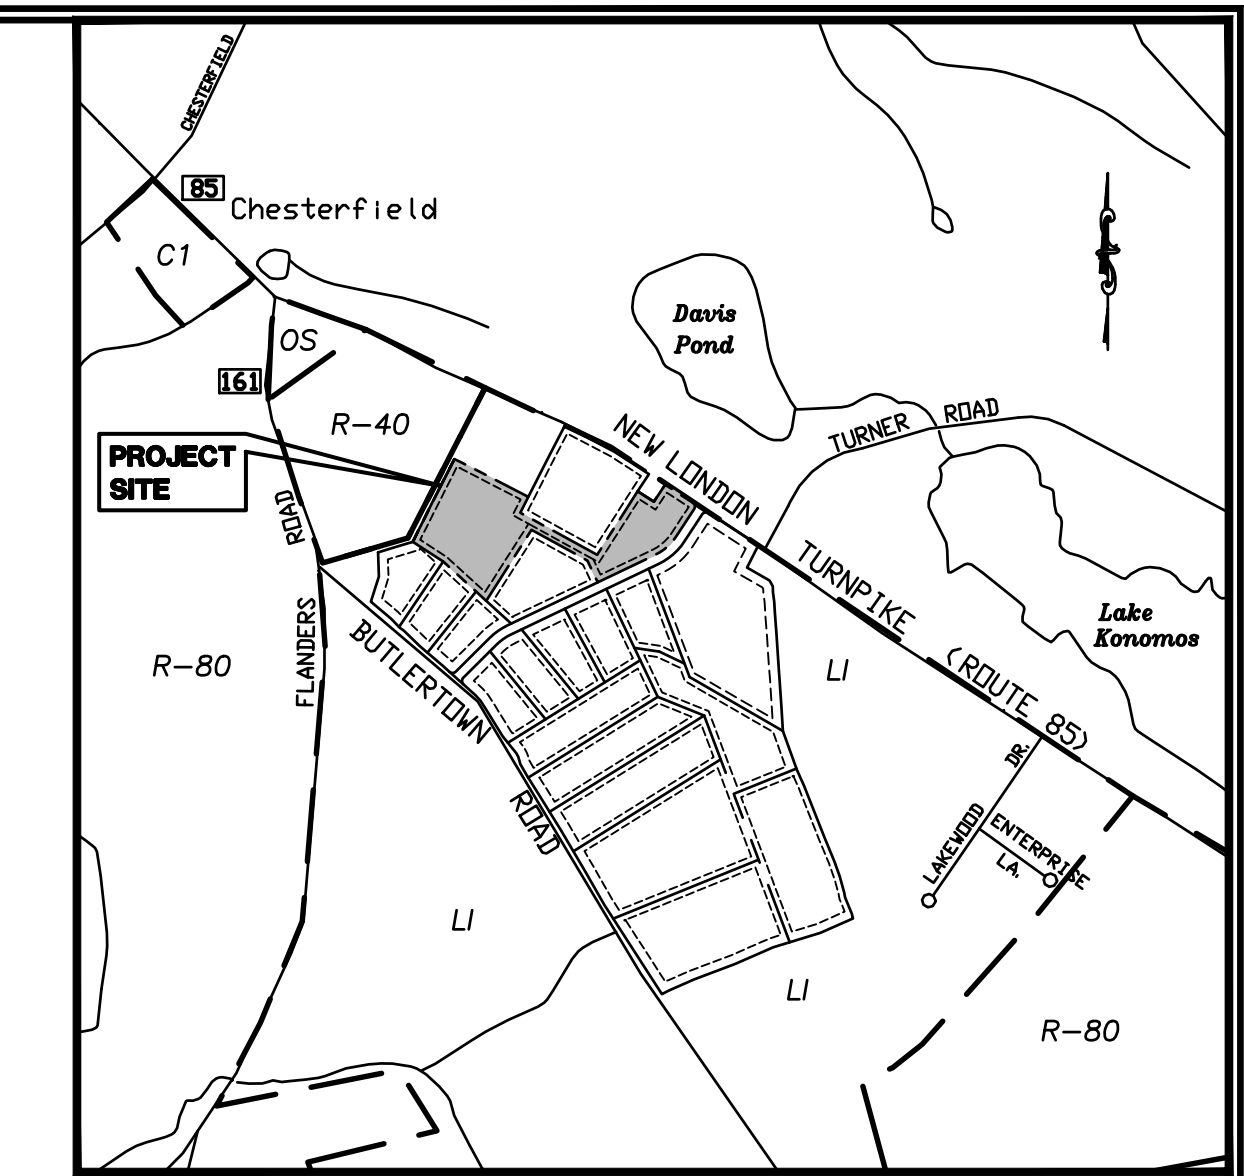 CHESTERFIELD
85
Chesterfield
C1
OS
161
R-40
PROJECT
SITE
Davis
Pond
NEW LONDON
TURNPIKE
(ROUTE 85)
TURNER ROAD
Lake
Konomos
FLANDERS
ROAD
R-80
BUTLERTOWN
ROAD
LI
LAKEWOOD DR.
ENTERPRISE
LA.
LI
LI
R-80